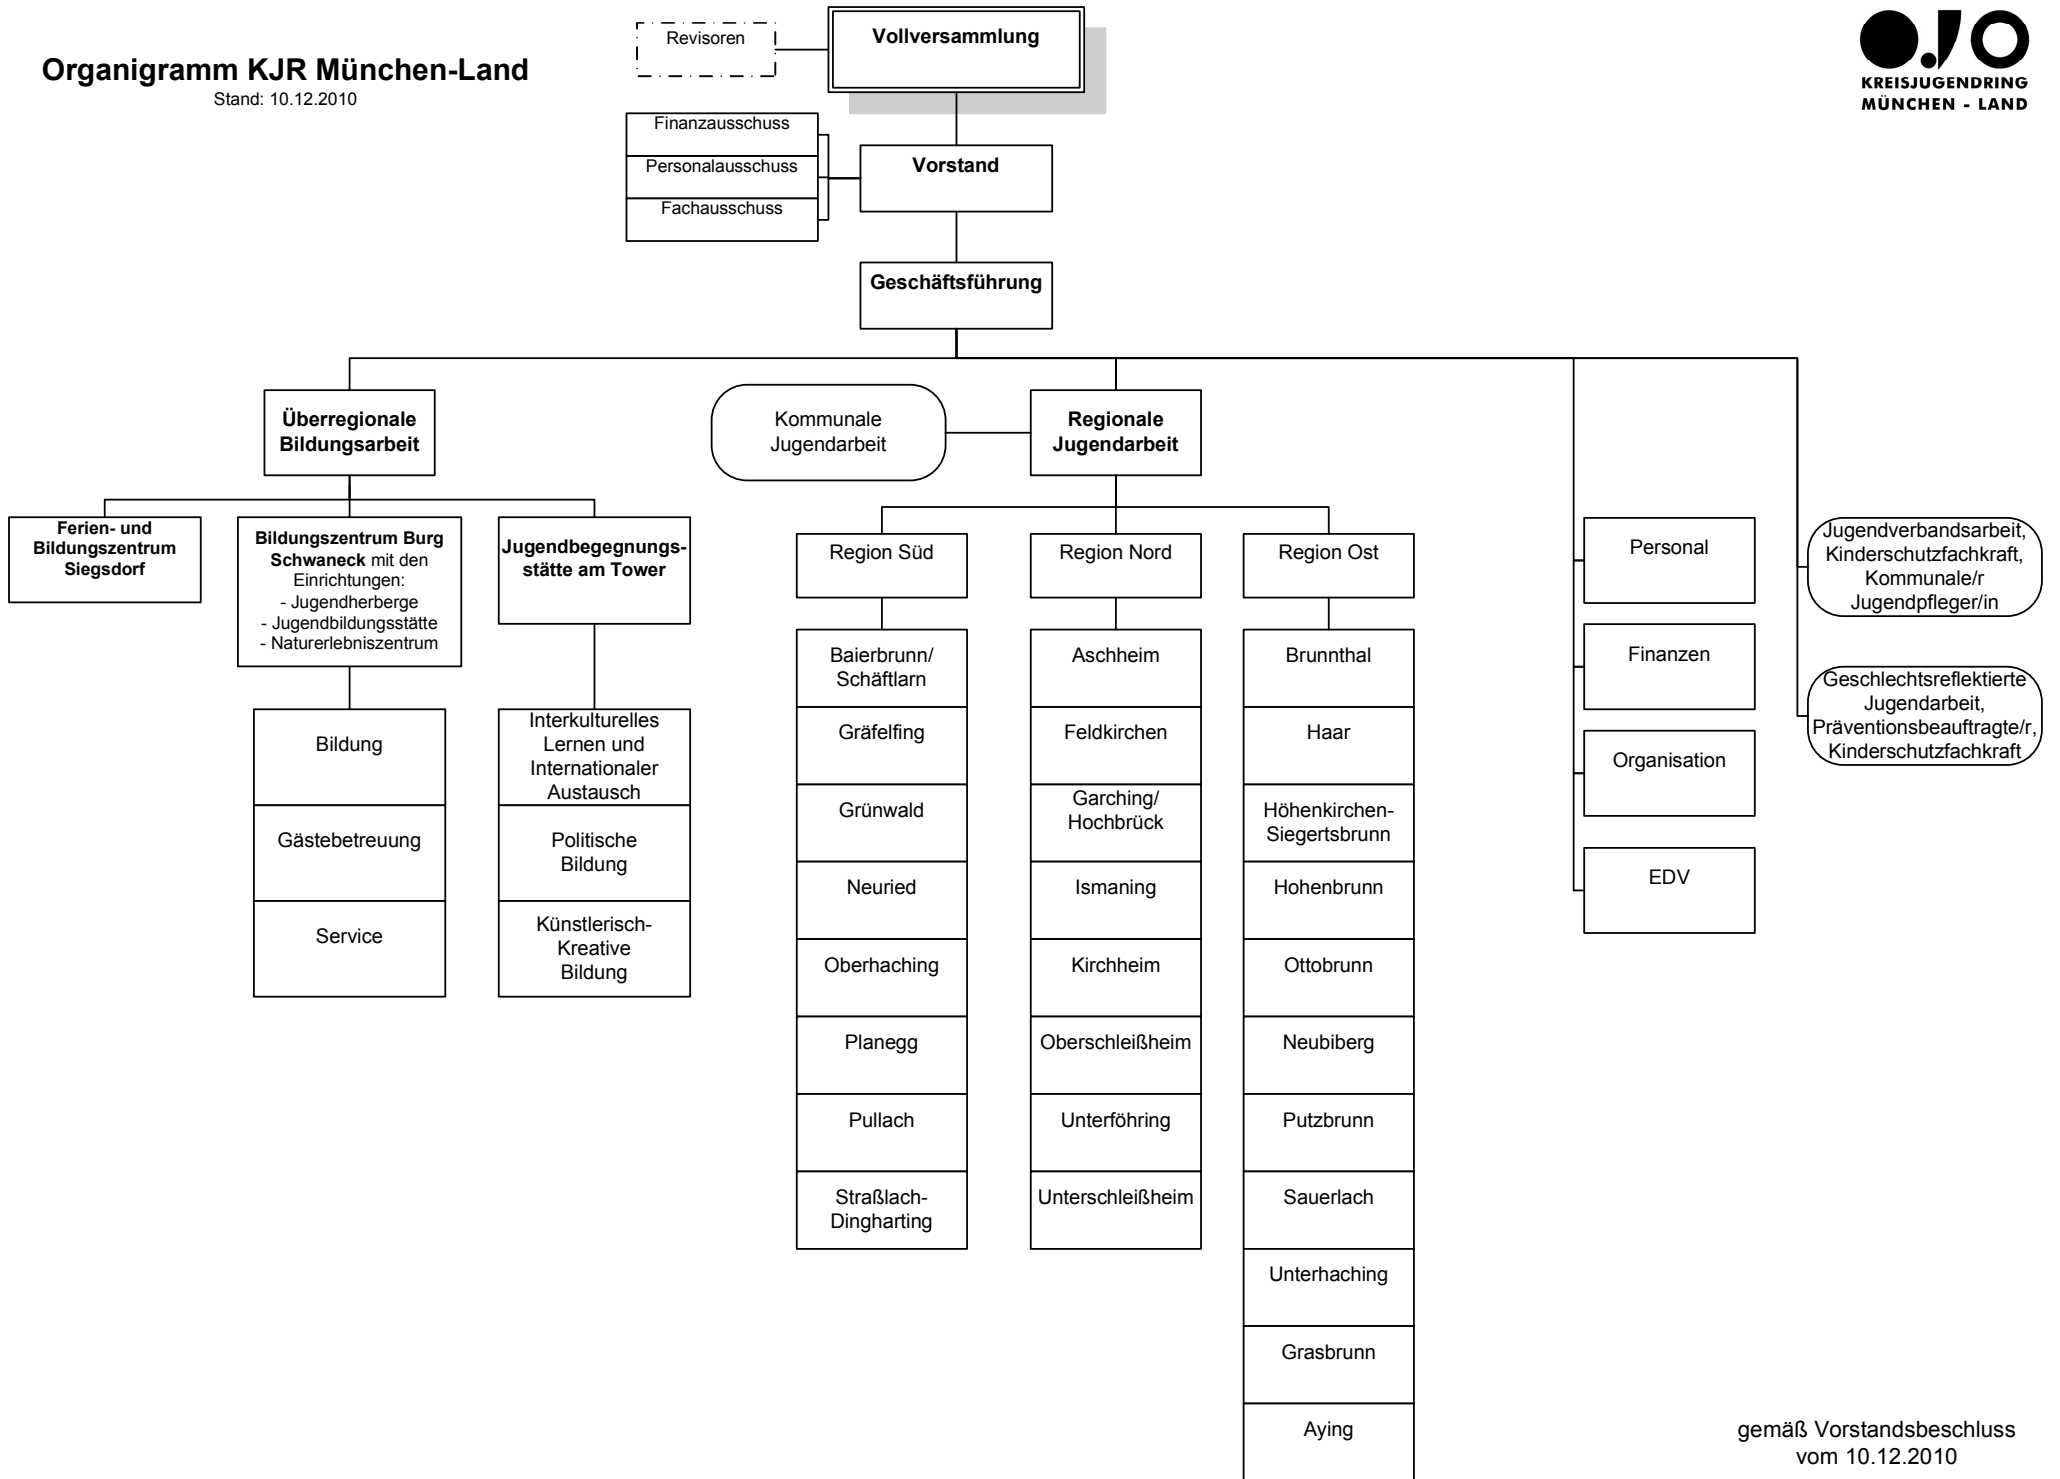 Organigramm KJR München-Land
Stand: 10.12.2010
Revisoren
Vollversammlung
KREISJUGENDRING
MÜNCHEN - LAND
Finanzausschuss
Personalausschuss
Fachausschuss
Vorstand
Geschäftsführung
Überregionale
Bildungsarbeit
Kommunale
Jugendarbeit
Regionale
Jugendarbeit
Ferien- und
Bildungszentrum
Siegsdorf
Bildungszentrum Burg
Schwaneck mit den
Einrichtungen:
- Jugendherberge
- Jugendbildungsstätte
- Naturerlebniszentrum
Jugendbegegnungs-
stätte am Tower
Bildung
Gästebetreuung
Service
Interkulturelles
Lernen und
Internationaler
Austausch
Politische
Bildung
Künstlerisch-
Kreative
Bildung
Region Süd
Baierbrunn/
Schäftlarn
Gräfelfing
Grünwald
Neuried
Oberhaching
Planegg
Pullach
Straßlach-
Dingharting
Region Nord
Aschheim
Feldkirchen
Garching/
Hochbrück
Ismaning
Kirchheim
Oberschleißheim
Unterföhring
Unterschleißheim
Region Ost
Brunnthal
Haar
Höhenkirchen-
Siegertsbrunn
Hohenbrunn
Ottobrunn
Neubiberg
Putzbrunn
Sauerlach
Unterhaching
Grasbrunn
Aying
Personal
Finanzen
Organisation
EDV
Jugendverbandsarbeit,
Kinderschutzfachkraft,
Kommunale/r
Jugendpfleger/in
Geschlechtsreflektierte
Jugendarbeit,
Präventionsbeauftragte/r,
Kinderschutzfachkraft
gemäß Vorstandsbeschluss
vom 10.12.2010